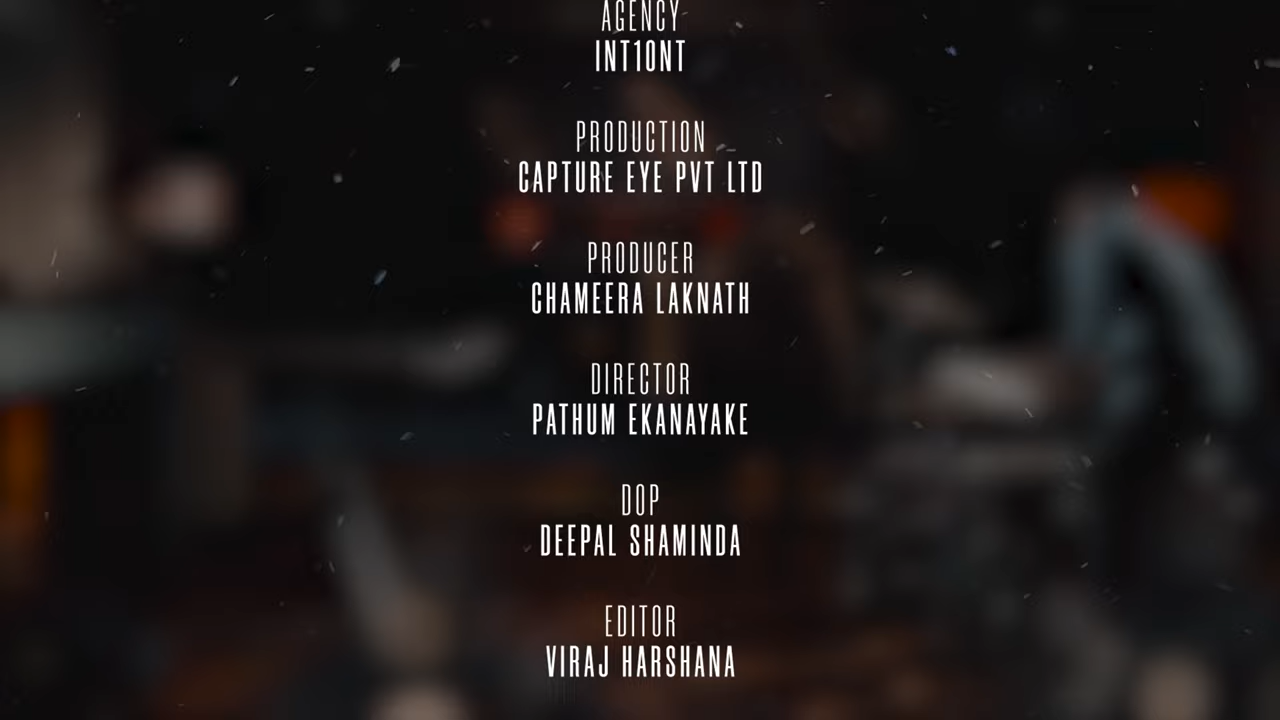 AGENCY
INT1ONT
PRODUCTION
CAPTURE EYE PVT LTD
PRODUCER
CHAMEERA LAKNATH
DIRECTOR
PATHUM EKANAYAKE
DOP
DEEPAL SHAMINDA
EDITOR
VIRAJ HARSHANA